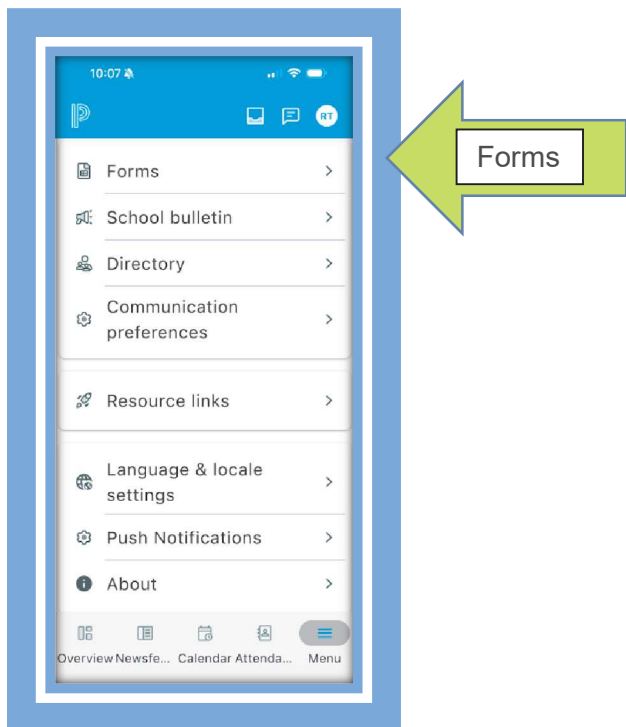 10:07
RT
Forms
Forms
School bulletin
Directory
Communication
preferences
Resource links
Language & locale
settings
Push Notifications
About
Overview Newsfe... Calendar Attenda... Menu